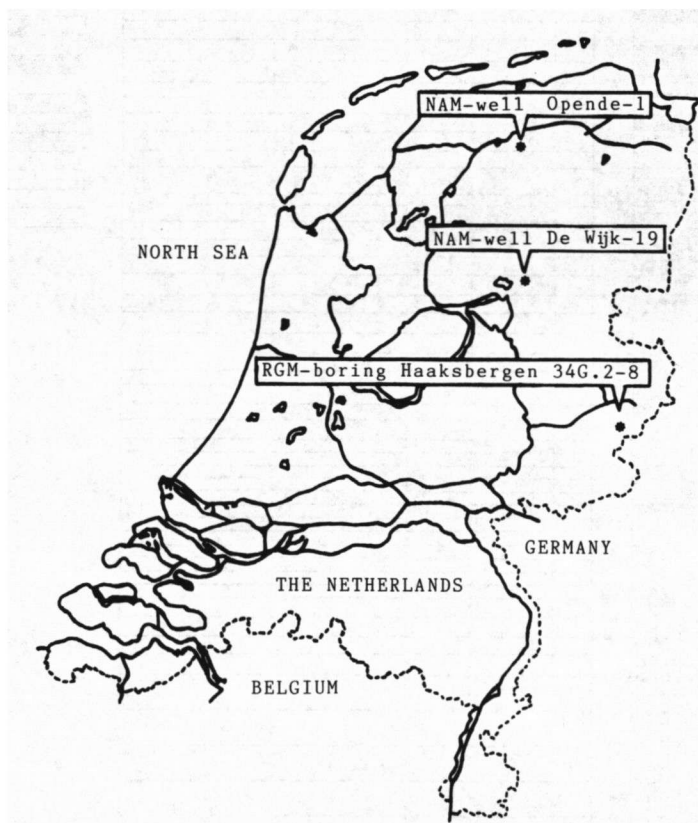 NAM-well Opende-1
NORTH SEA
NAM-well De Wijk-19
RGM-boring Haaksbergen 34G.2-8
GERMANY
THE NETHERLANDS
BELGIUM